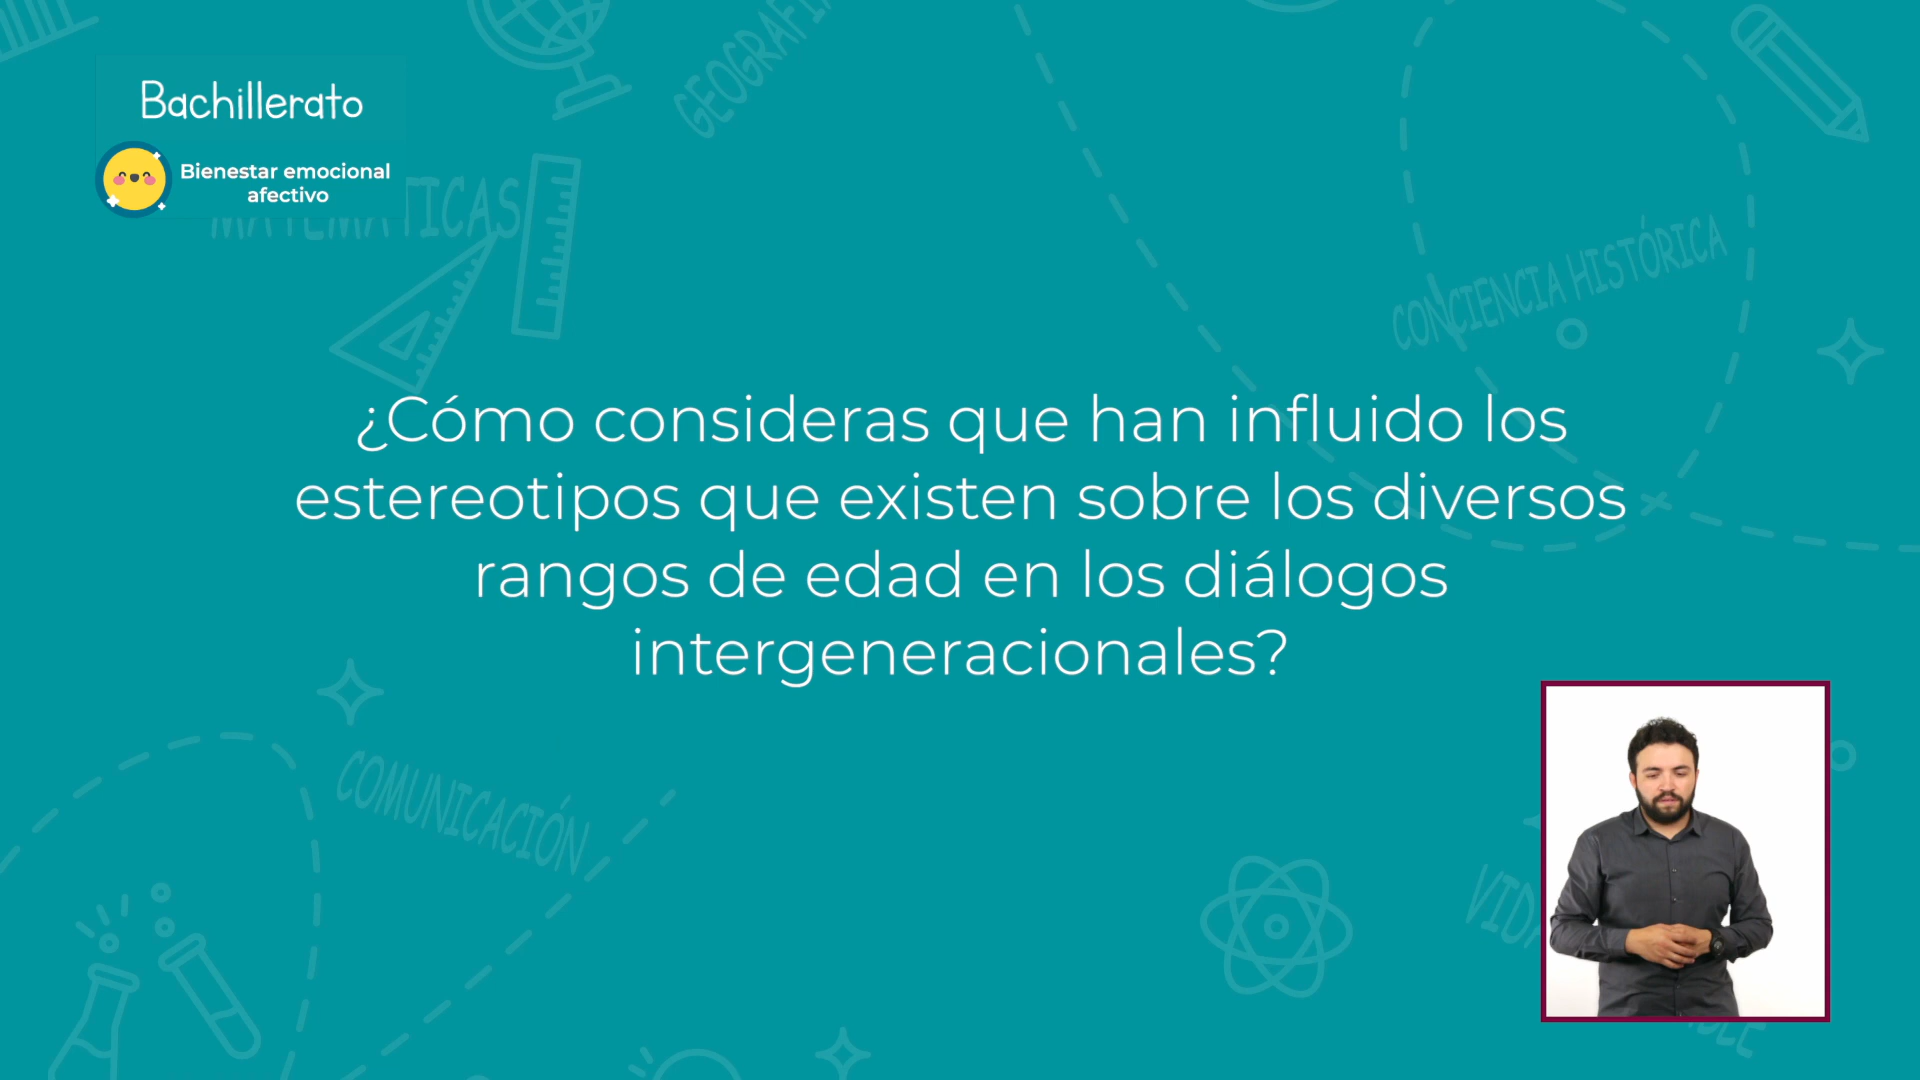 GEOGRAFÍA
Bachillerato
Bienestar emocional
afectivo
MATEMÁTICAS
CONCIENCIA HISTÓRICA
¿Cómo consideras que han influido los
estereotipos que existen sobre los diversos
rangos de edad en los diálogos
intergeneracionales?
COMUNICACIÓN